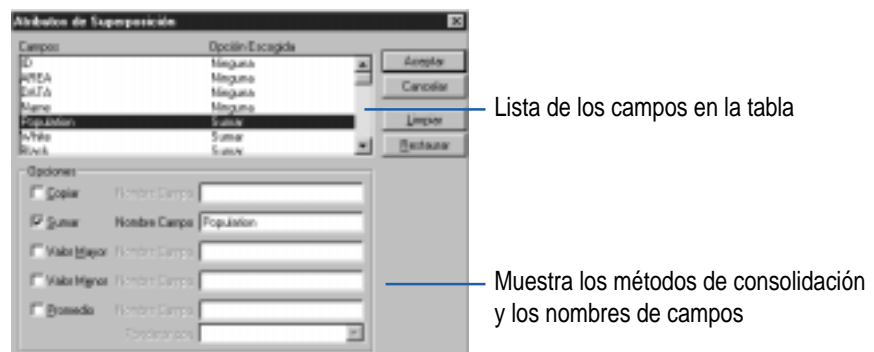 Atributos de Superposición
Campos Opción Escogida
ID Ninguna
AREA Ninguna
DATA Ninguna
Name Ninguna
Population Sumar
White Sumar
Black Sumar
Aceptar
Cancelar
Limpiar
Restaurar
Lista de los campos en la tabla
Opciones
Copiar Nombre Campo
Sumar Nombre Campo Population
Valor Mayor Nombre Campo
Valor Menor Nombre Campo
Promedio Nombre Campo
Ponderar por
Muestra los métodos de consolidación
y los nombres de campos